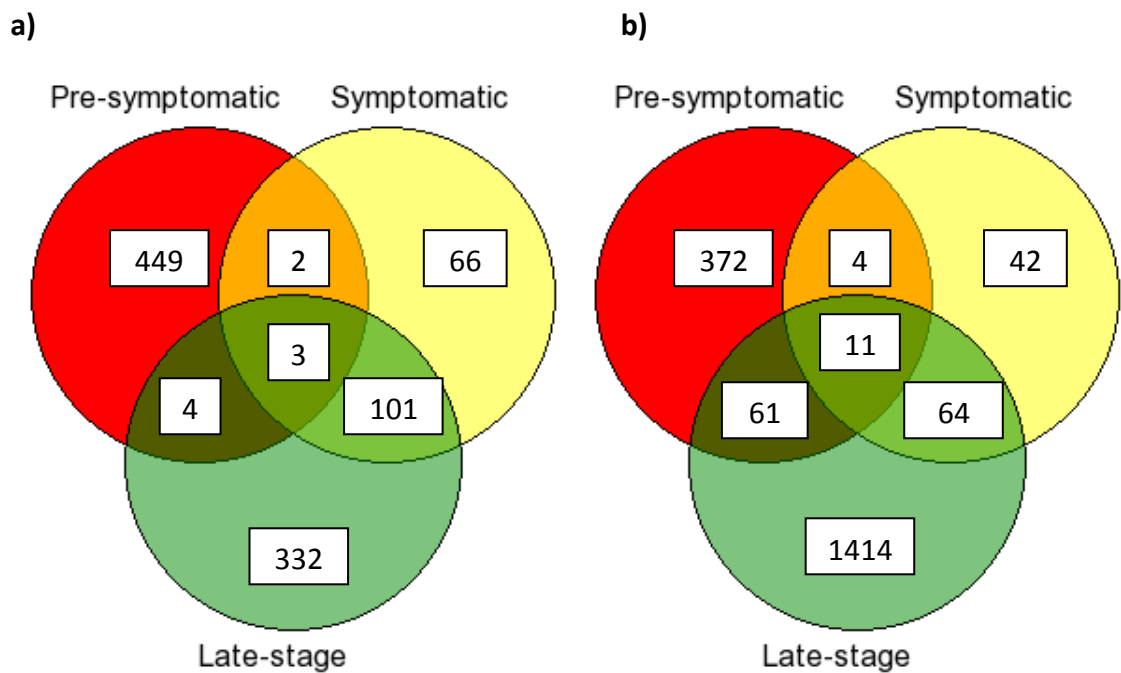 a)
b)
Pre-symptomatic
Symptomatic
Pre-symptomatic
Symptomatic
449
2
66
372
4
42
3
11
4
101
61
64
332
1414
Late-stage
Late-stage